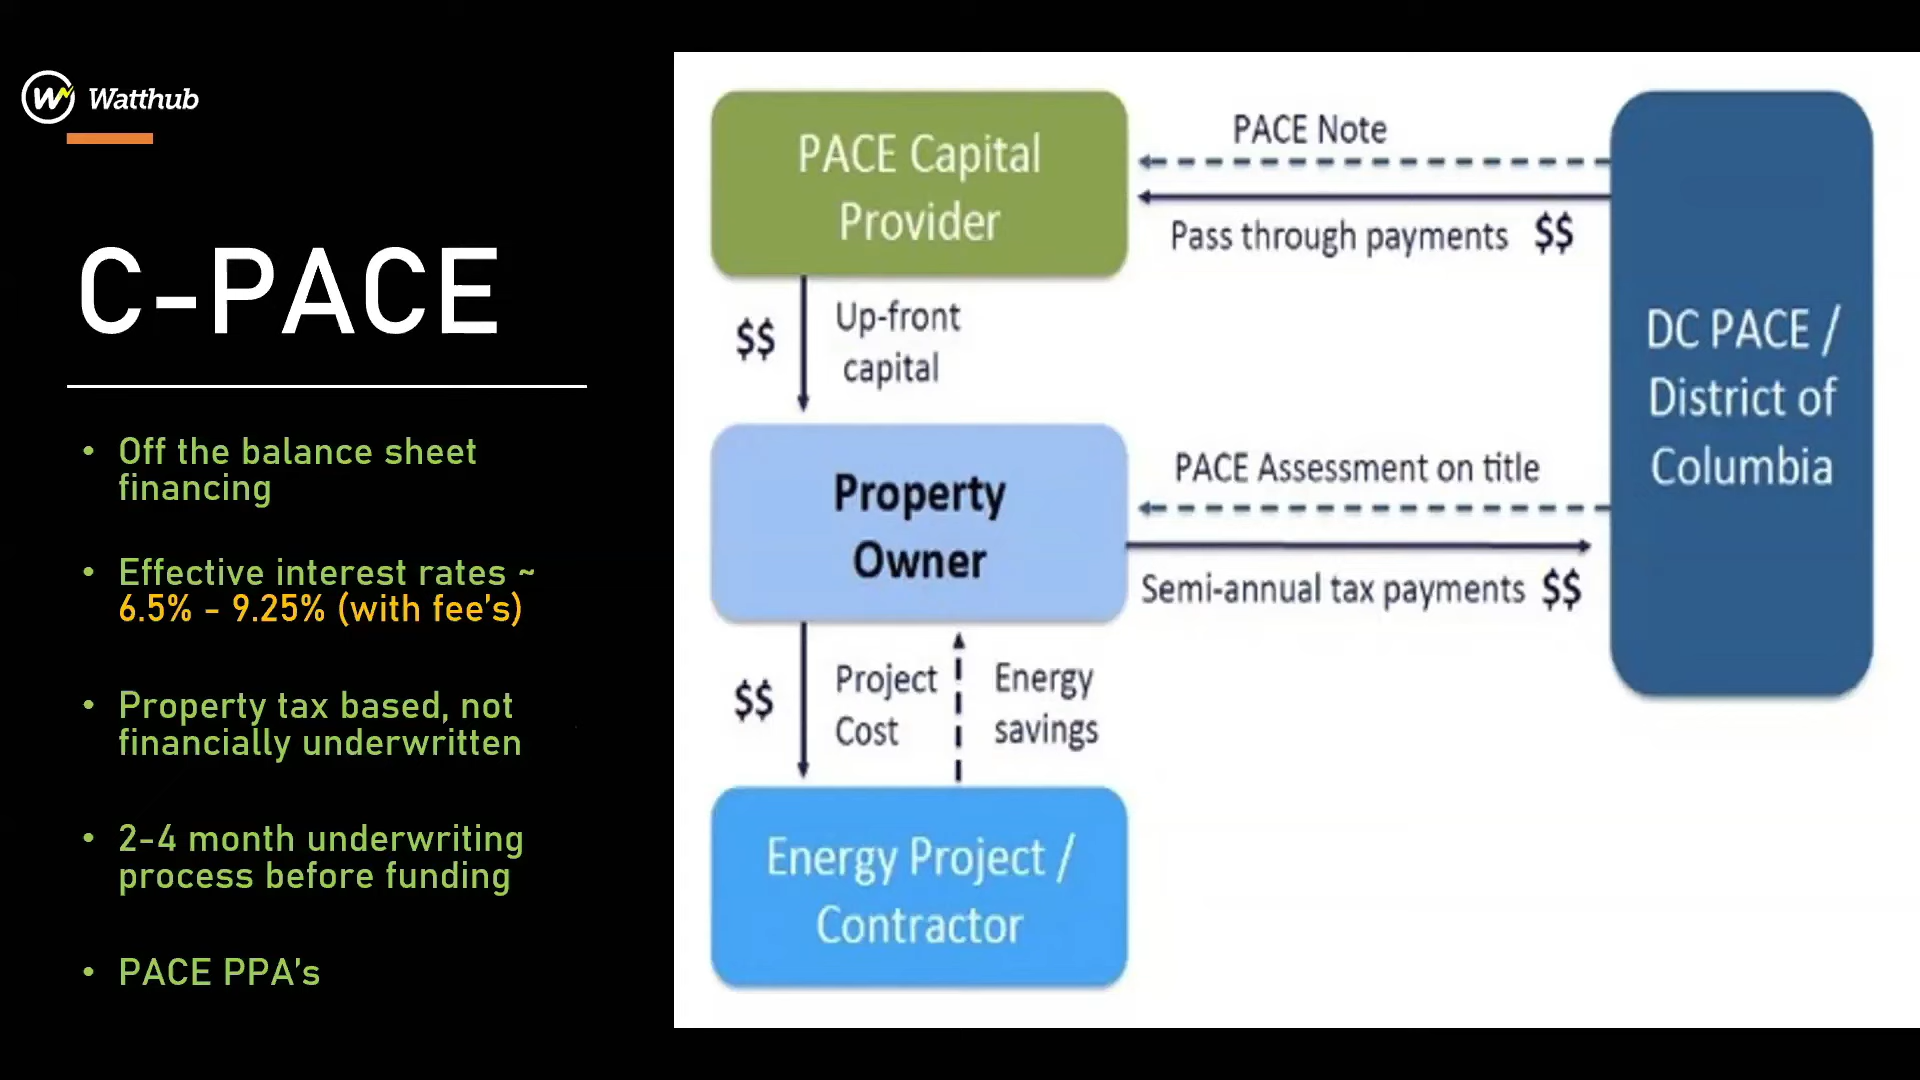 Watthub
C-PACE
• Off the balance sheet
financing
• Effective interest rates ~
6.5% - 9.25% (with fee's)
• Property tax based, not
financially underwritten
• 2-4 month underwriting
process before funding
• PACE PPA's
PACE Capital
Provider
PACE Note
Pass through payments $$
DC PACE /
District of
Columbia
$$
Up-front
capital
Property
Owner
PACE Assessment on title
Semi-annual tax payments $$
$$
Project
Cost
Energy
savings
Energy Project /
Contractor